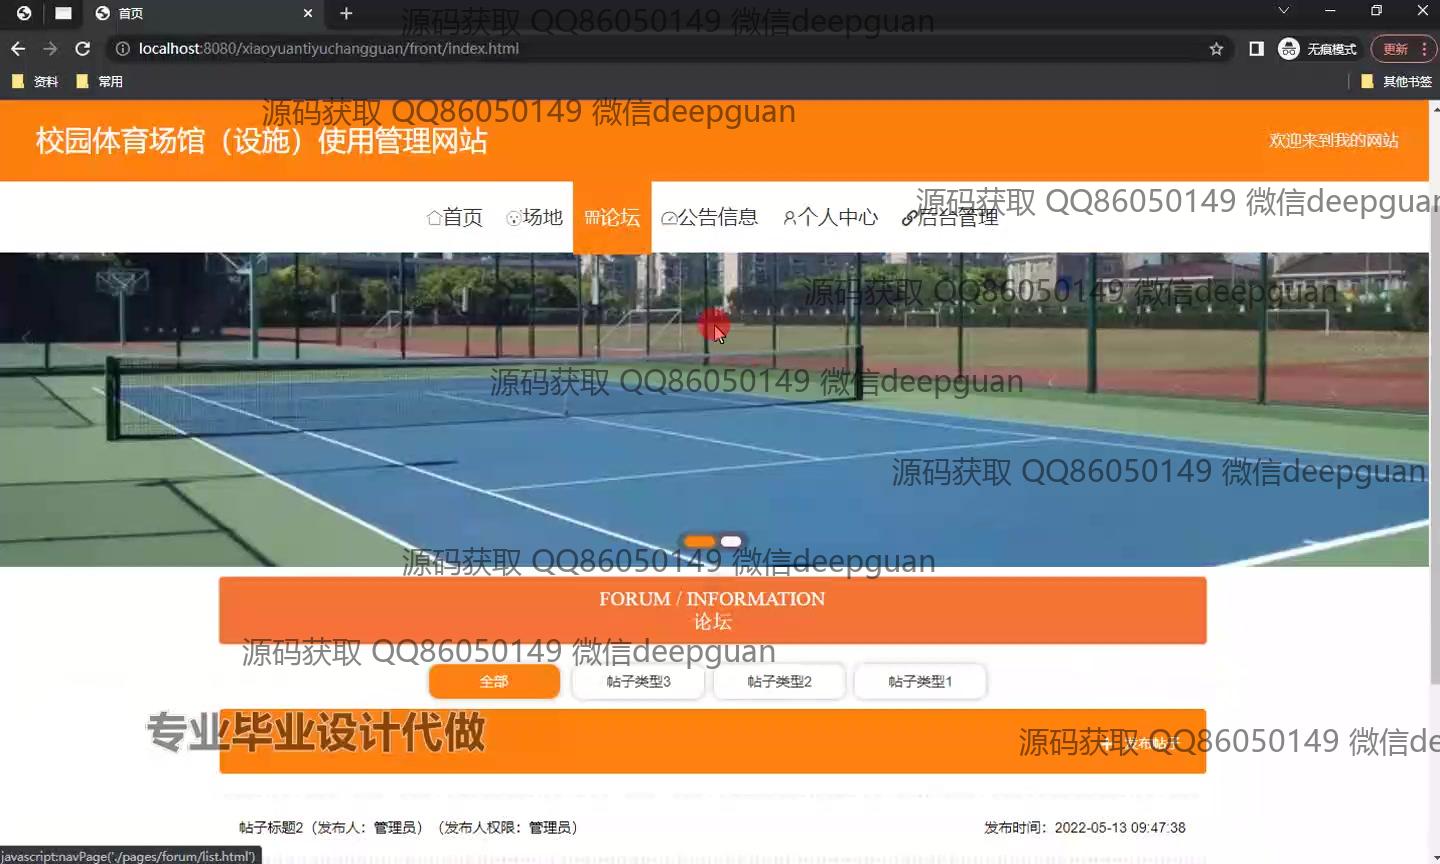 首页
源码获取 QQ86050149 微信deepguan
localhost:8080/xiaoyuantiyuchangguan/front/index.html
无痕模式
更新
资料
常用
其他书签
源码获取 QQ86050149 微信deepguan
校园体育场馆（设施）使用管理网站
欢迎来到我的网站
首页 场地 论坛 公告信息 个人中心 后台管理
源码获取 QQ86050149 微信deepguan
源码获取 QQ86050149 微信deepguan
源码获取 QQ86050149 微信deepguan
源码获取 QQ86050149 微信deepguan
源码获取 QQ86050149 微信deepguan
FORUM / INFORMATION
论坛
源码获取 QQ86050149 微信deepguan
全部 帖子类型3 帖子类型2 帖子类型1
专业毕业设计代做
+ 发布帖子
源码获取 QQ86050149 微信de
帖子标题2（发布人：管理员）（发布人权限：管理员）
发布时间：2022-05-13 09:47:38
javascript:navPage('./pages/forum/list.html')